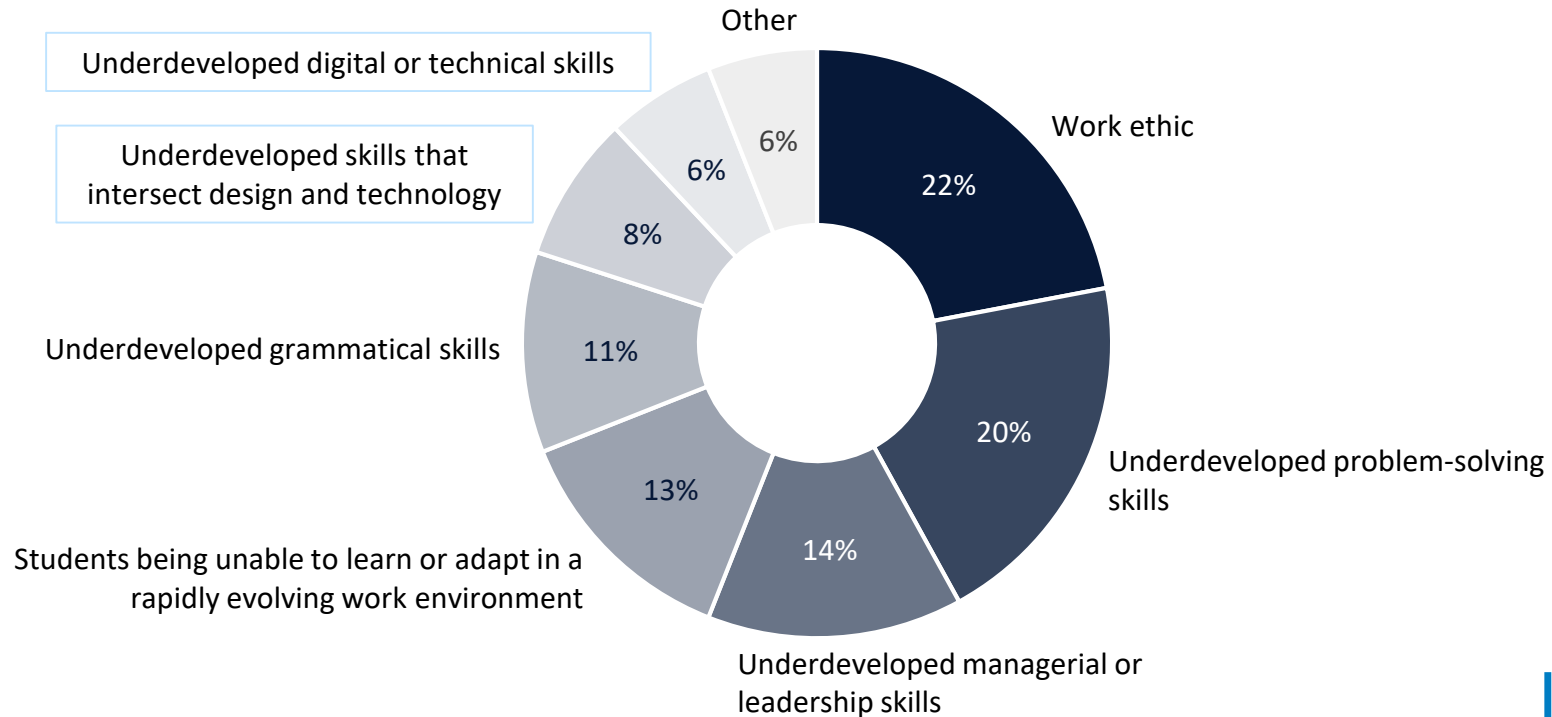 Other
Underdeveloped digital or technical skills
Underdeveloped skills that
intersect design and technology
Work ethic
22%
6%
6%
8%
Underdeveloped grammatical skills
11%
20%
Underdeveloped problem-solving
skills
13%
14%
Students being unable to learn or adapt in a
rapidly evolving work environment
Underdeveloped managerial or
leadership skills